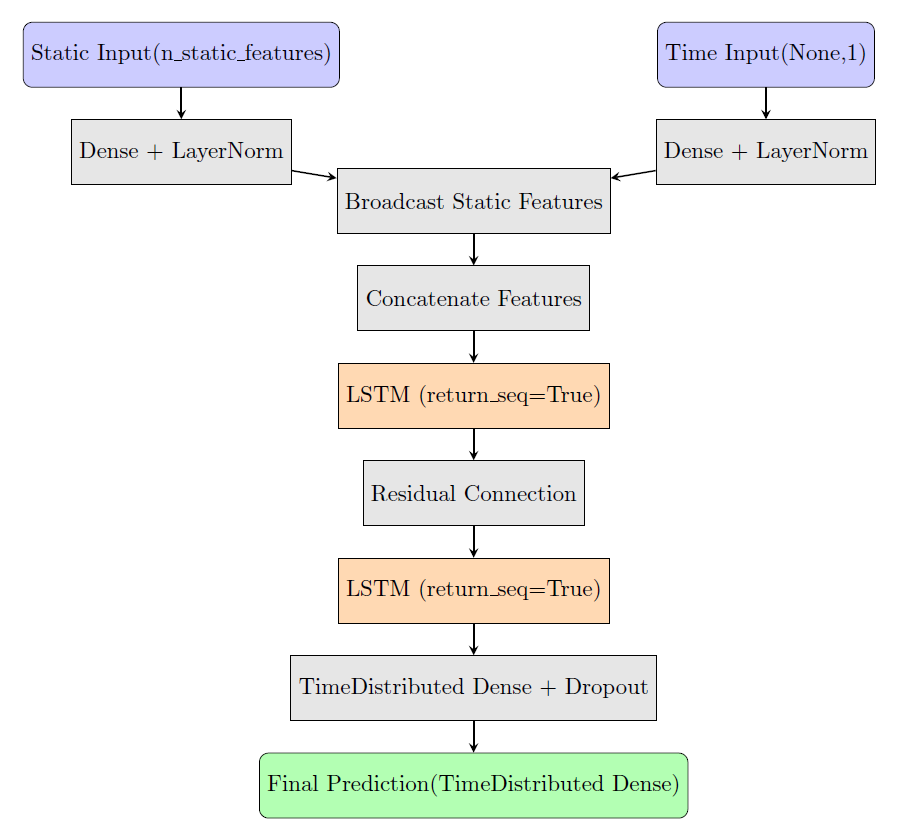 Static Input(n_static_features)
Time Input(None,1)
Dense + LayerNorm
Dense + LayerNorm
Broadcast Static Features
Concatenate Features
LSTM (return_seq=True)
Residual Connection
LSTM (return_seq=True)
TimeDistributed Dense + Dropout
Final Prediction(TimeDistributed Dense)